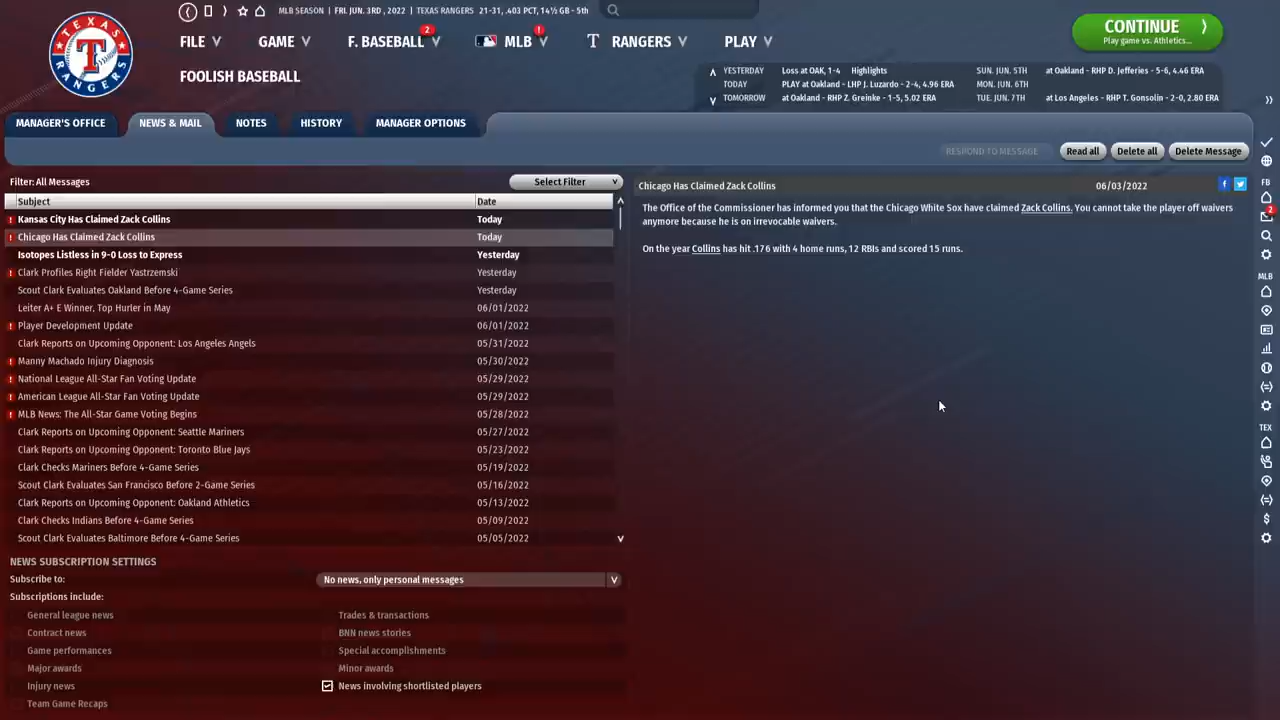 TEXAS
T
RANGERS
MLB SEASON | FRI. JUN. 3RD , 2022 | TEXAS RANGERS 21-31, .403 PCT, 14½ GB - 5th
FILE GAME F. BASEBALL 2 MLB ! RANGERS PLAY
FOOLISH BASEBALL
CONTINUE
Play game vs. Athletics...
YESTERDAY Loss at OAK, 1-4 Highlights SUN. JUN. 5TH at Oakland - RHP D. Jefferies - 5-6, 4.46 ERA
TODAY PLAY at Oakland - LHP J. Luzardo - 2-4, 4.96 ERA MON. JUN. 6TH
TOMORROW at Oakland - RHP Z. Greinke - 1-5, 5.02 ERA TUE. JUN. 7TH at Los Angeles - RHP T. Gonsolin - 2-0, 2.80 ERA
MANAGER'S OFFICE NEWS & MAIL NOTES HISTORY MANAGER OPTIONS
RESPOND TO MESSAGE Read all Delete all Delete Message
Filter: All Messages Select Filter
Subject Date
Kansas City Has Claimed Zack Collins Today
Chicago Has Claimed Zack Collins Today
Isotopes Listless in 9-0 Loss to Express Yesterday
Clark Profiles Right Fielder Yastrzemski Yesterday
Scout Clark Evaluates Oakland Before 4-Game Series Yesterday
Leiter A+ E Winner, Top Hurler in May 06/01/2022
Player Development Update 06/01/2022
Clark Reports on Upcoming Opponent: Los Angeles Angels 05/31/2022
Manny Machado Injury Diagnosis 05/30/2022
National League All-Star Fan Voting Update 05/29/2022
American League All-Star Fan Voting Update 05/29/2022
MLB News: The All-Star Game Voting Begins 05/28/2022
Clark Reports on Upcoming Opponent: Seattle Mariners 05/27/2022
Clark Reports on Upcoming Opponent: Toronto Blue Jays 05/23/2022
Clark Checks Mariners Before 4-Game Series 05/19/2022
Scout Clark Evaluates San Francisco Before 2-Game Series 05/16/2022
Clark Reports on Upcoming Opponent: Oakland Athletics 05/13/2022
Clark Checks Indians Before 4-Game Series 05/09/2022
Scout Clark Evaluates Baltimore Before 4-Game Series 05/05/2022
NEWS SUBSCRIPTION SETTINGS
Subscribe to: No news, only personal messages
Subscriptions include:
General league news Trades & transactions
Contract news BNN news stories
Game performances Special accomplishments
Major awards Minor awards
Injury news News involving shortlisted players
Team Game Recaps
Chicago Has Claimed Zack Collins 06/03/2022
The Office of the Commissioner has informed you that the Chicago White Sox have claimed Zack Collins. You cannot take the player off waivers
anymore because he is on irrevocable waivers.
On the year Collins has hit .176 with 4 home runs, 12 RBIs and scored 15 runs.
FB
2
MLB
TEX